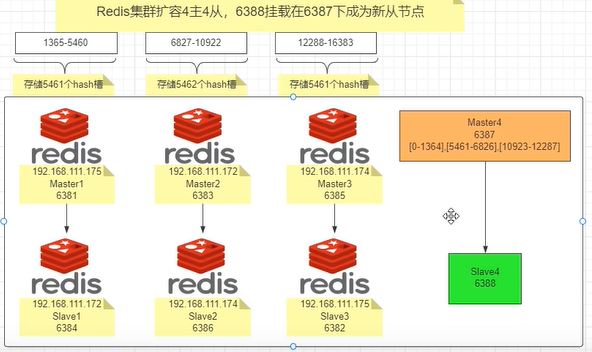 Redis集群扩容4主4从，6388挂载在6387下成为新从节点
1365-5460
6827-10922
12288-16383
存储5461个hash槽
存储5462个hash槽
存储5461个hash槽
redis
192.168.111.175
Master1
6381
redis
192.168.111.172
Master2
6383
redis
192.168.111.174
Master3
6385
Master4
6387
[0-1364],[5461-6826],[10923-12287]
redis
192.168.111.172
Slave1
6384
redis
192.168.111.174
Slave2
6386
redis
192.168.111.175
Slave3
6382
Slave4
6388